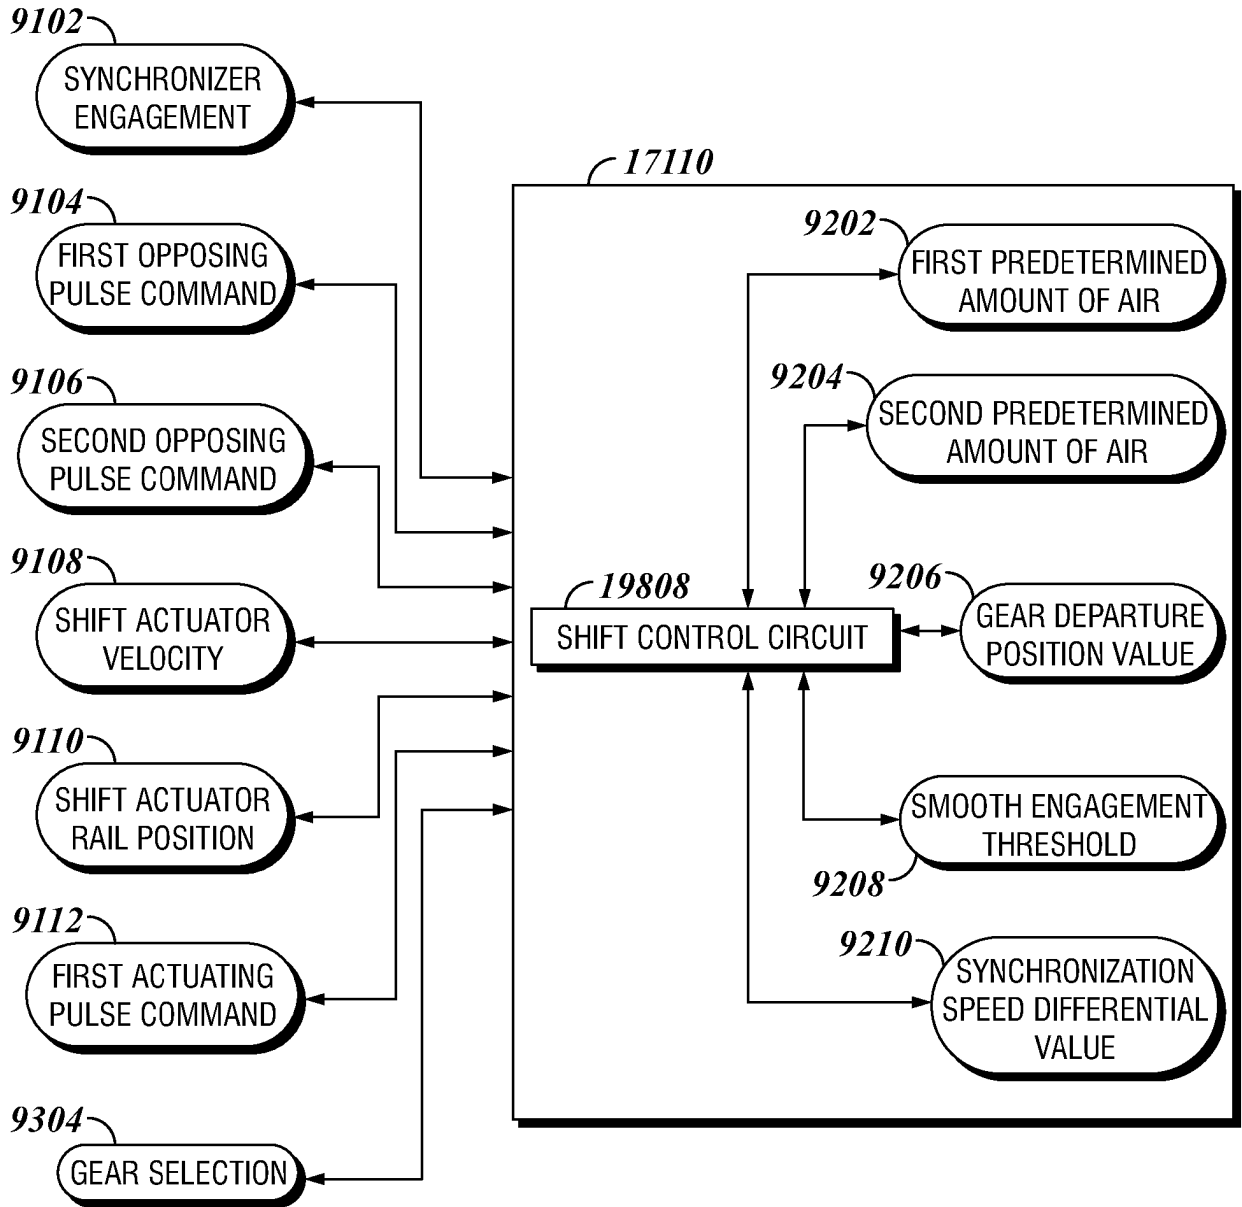 9102
SYNCHRONIZER
ENGAGEMENT
9104
FIRST OPPOSING
PULSE COMMAND
9106
SECOND OPPOSING
PULSE COMMAND
9108
SHIFT ACTUATOR
VELOCITY
9110
SHIFT ACTUATOR
RAIL POSITION
9112
FIRST ACTUATING
PULSE COMMAND
9304
GEAR SELECTION
17110
19808
SHIFT CONTROL CIRCUIT
9202
FIRST PREDETERMINED
AMOUNT OF AIR
9204
SECOND PREDETERMINED
AMOUNT OF AIR
9206
GEAR DEPARTURE
POSITION VALUE
SMOOTH ENGAGEMENT
THRESHOLD
9208
9210
SYNCHRONIZATION
SPEED DIFFERENTIAL
VALUE